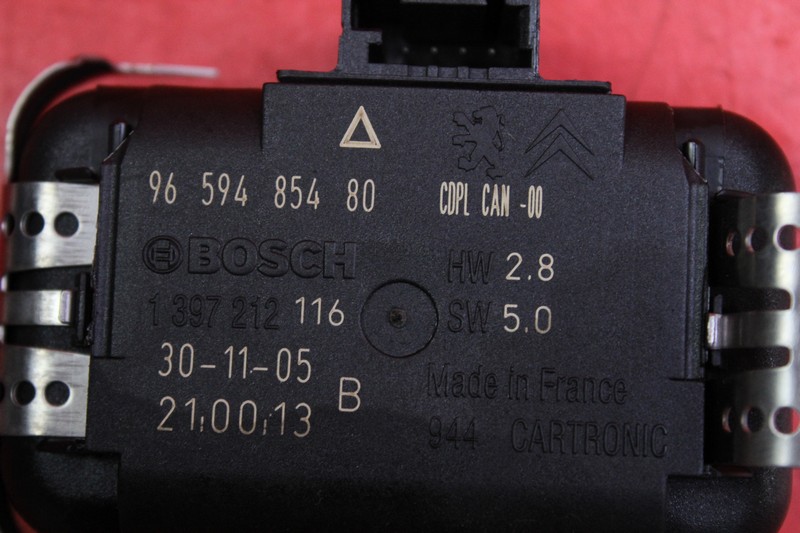 96 594 854 80
CDPL CAN -00
BOSCH
HW 2.8
1 397 212 116
SW 5.0
30-11-05
21:00:13
B
Made in France
944 CARTRONIC